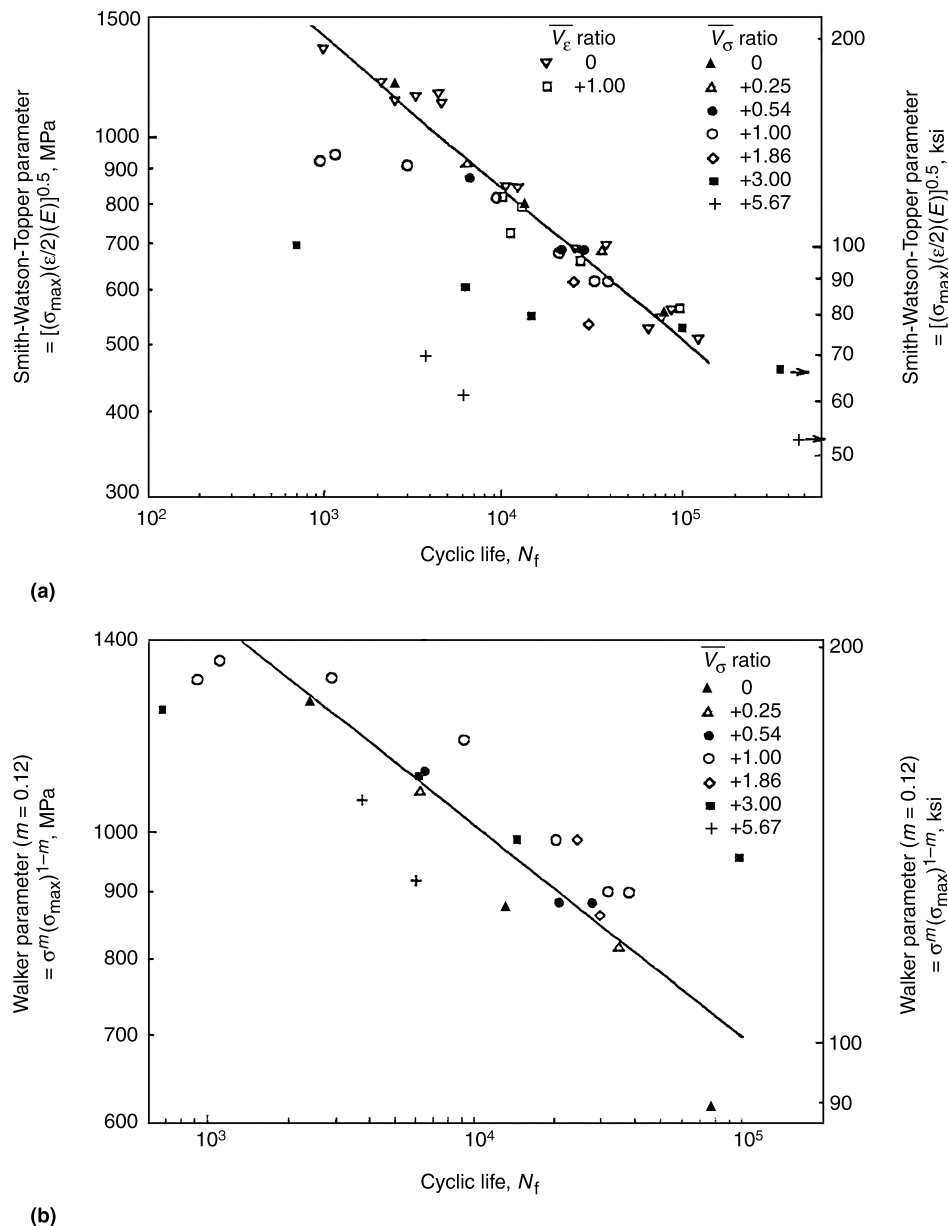 Smith-Watson-Topper parameter
= [(σmax)(ε/2)(E)]^0.5, MPa
1500
1000
900
800
700
600
500
400
300
V̅ε ratio
▽ 0
□ +1.00
V̅σ ratio
▲ 0
△ +0.25
● +0.54
○ +1.00
◇ +1.86
■ +3.00
+ +5.67
200
100
90
80
70
60
50
Smith-Watson-Topper parameter
= [(σmax)(ε/2)(E)]^0.5, ksi
10² 10³ 10⁴ 10⁵
Cyclic life, Nf
(a)
Walker parameter (m = 0.12)
= σ^m(σmax)^1–m, MPa
1400
1000
900
800
700
600
V̅σ ratio
▲ 0
△ +0.25
● +0.54
○ +1.00
◇ +1.86
■ +3.00
+ +5.67
200
100
90
Walker parameter (m = 0.12)
= σ^m(σmax)^1–m, ksi
10³ 10⁴ 10⁵
Cyclic life, Nf
(b)